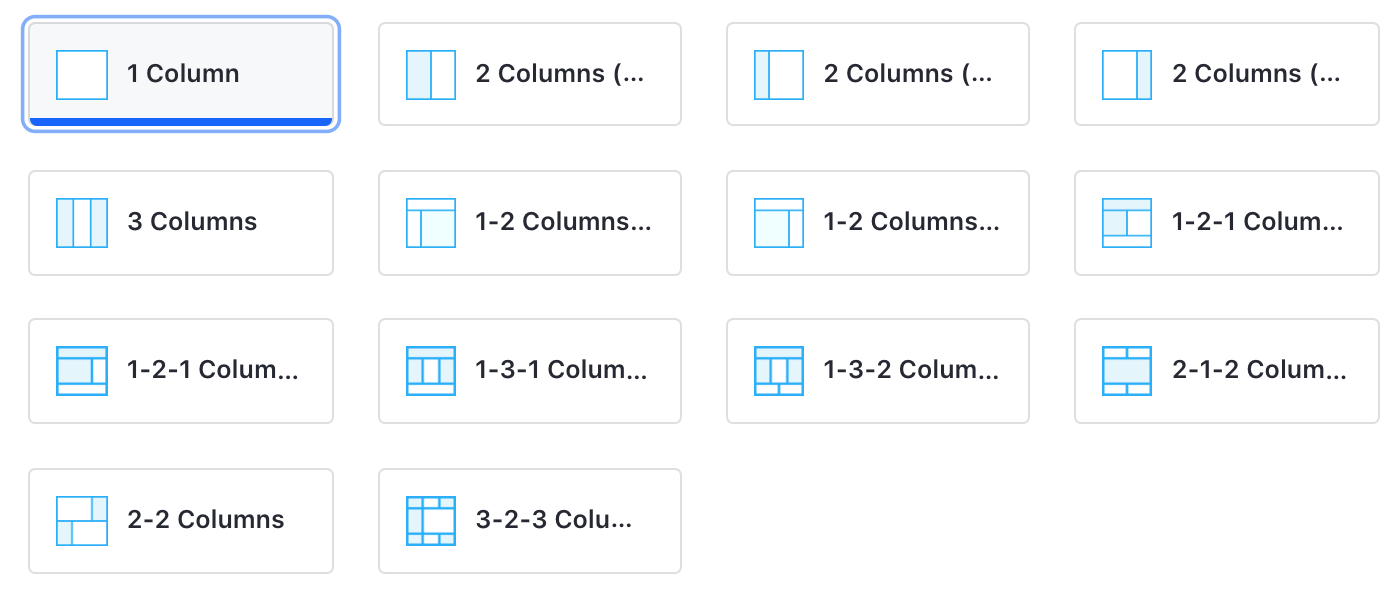 1 Column
2 Columns (...
2 Columns (...
2 Columns (...
3 Columns
1-2 Columns...
1-2 Columns...
1-2-1 Colum...
1-2-1 Colum...
1-3-1 Colum...
1-3-2 Colum...
2-1-2 Colum...
2-2 Columns
3-2-3 Colu...